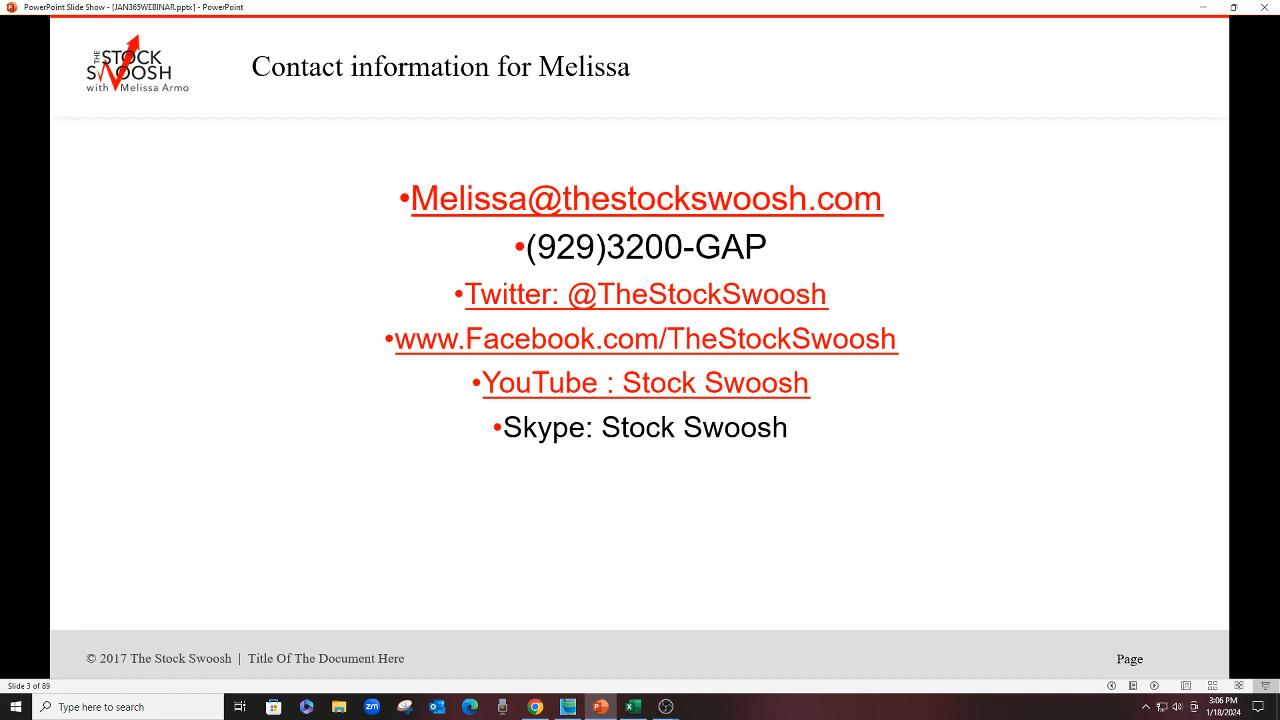 PowerPoint Slide Show - [JAN365WEBINAR.pptx] - PowerPoint
THE STOCK
SWOOSH
with Melissa Armo
Contact information for Melissa
•Melissa@thestockswoosh.com
•(929)3200-GAP
•Twitter: @TheStockSwoosh
•www.Facebook.com/TheStockSwoosh
•YouTube : Stock Swoosh
•Skype: Stock Swoosh
© 2017 The Stock Swoosh | Title Of The Document Here
Page
Slide 3 of 89
Type here to search
zm
3:06 PM
1/18/2024